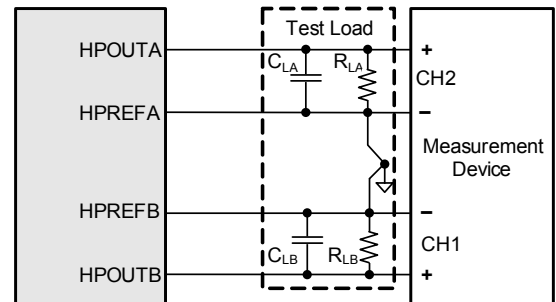 Test Load
HPOUTA
C_LA
R_LA
+
CH2
HPREFA
−
Measurement
Device
HPREFB
−
C_LB
R_LB
CH1
HPOUTB
+